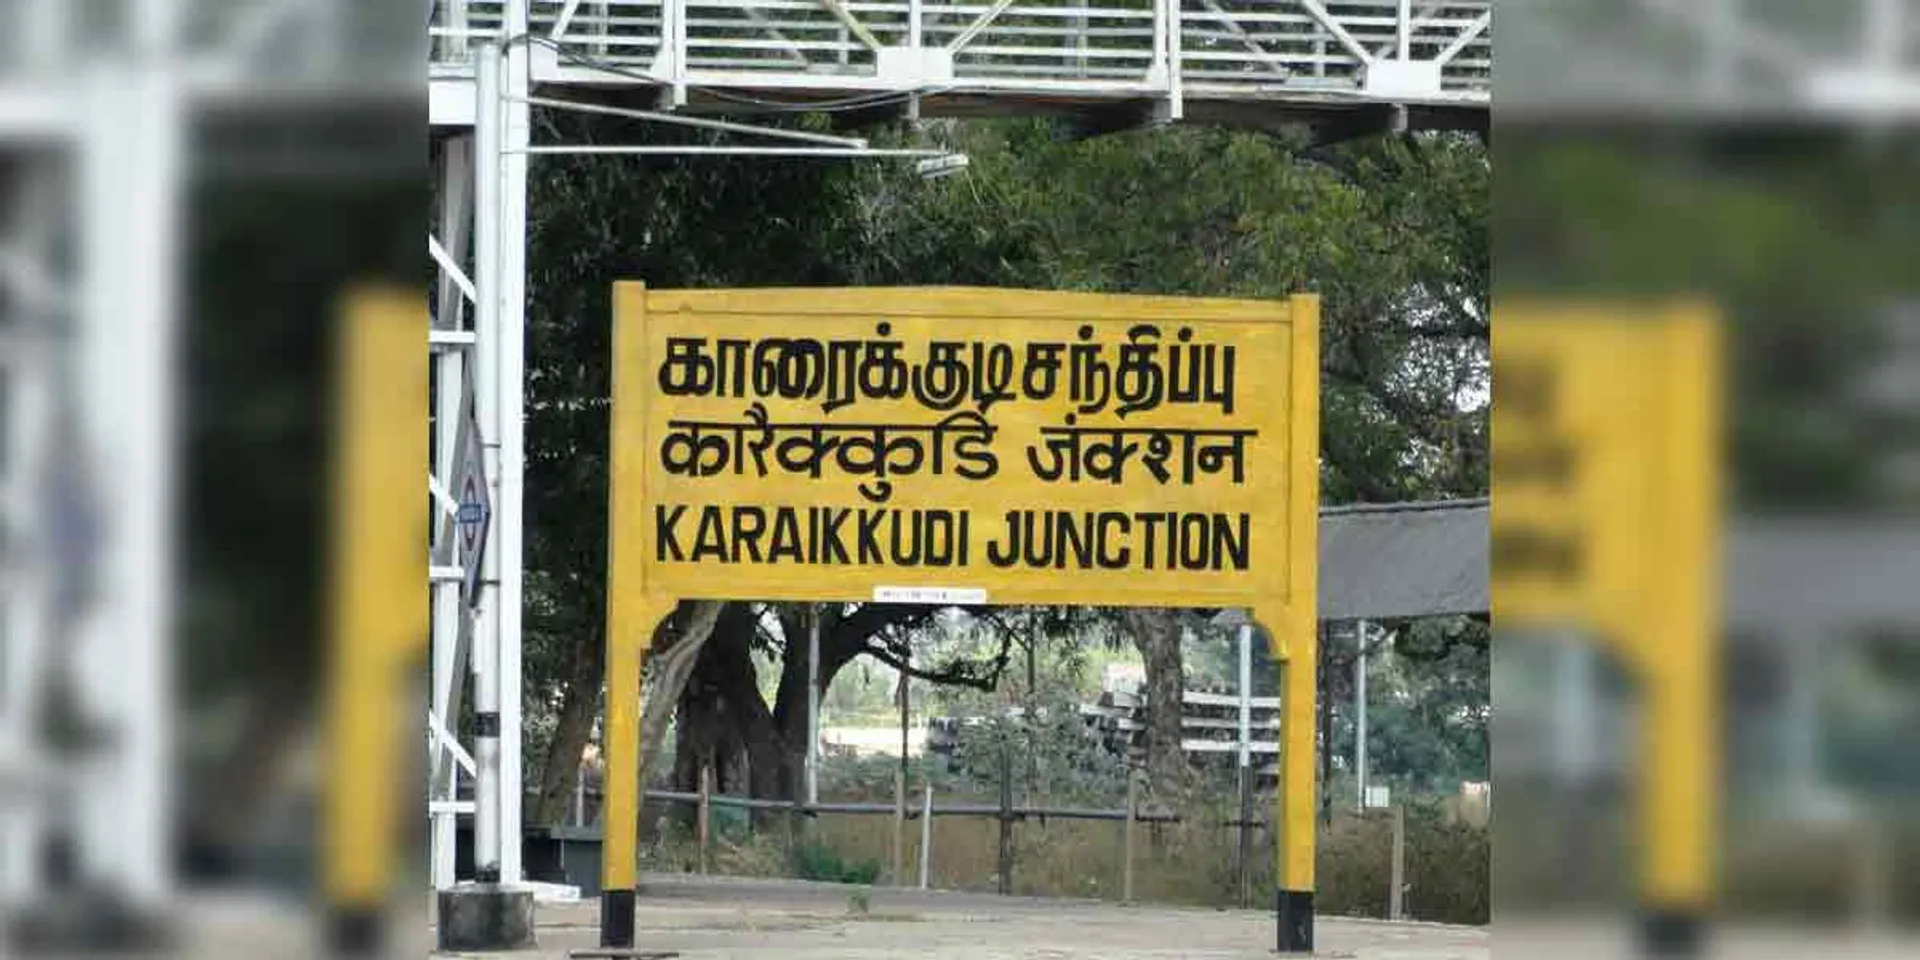 காரைக்குடி சந்திப்பு
कारैक्कुडि जंक्शन
KARAIKKUDI JUNCTION